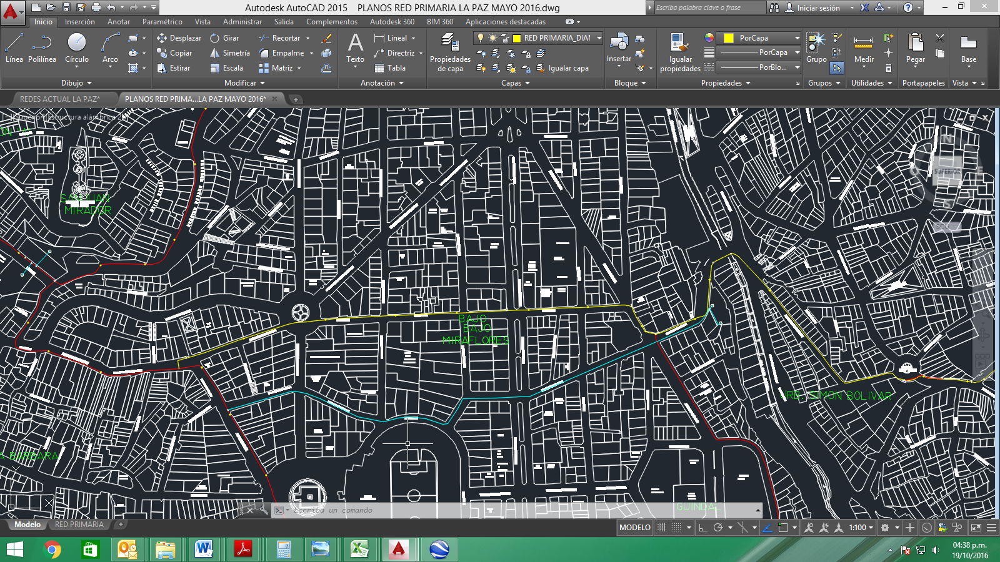 Autodesk AutoCAD 2015 PLANOS RED PRIMARIA LA PAZ MAYO 2016.dwg
Escriba palabra clave o frase
Iniciar sesión
Inicio Inserción Anotar Paramétrico Vista Administrar Salida Complementos Autodesk 360 BIM 360 Aplicaciones destacadas
Línea Polilínea Círculo Arco
Dibujo
Desplazar Girar Recortar
Copiar Simetría Empalme
Estirar Escala Matriz
Modificar
Texto
Lineal
Directriz
Tabla
Anotación
Propiedades de capa
RED PRIMARIA_DIAM
Igualar capa
Capas
Insertar
Bloque
Igualar propiedades
PorCapa
PorCapa
PorBlo...
Propiedades
Grupo
Grupos
Medir
Utilidades
Pegar
Portapapeles
Base
Vista
REDES ACTUAL LA PAZ*
PLANOS RED PRIMA...LA PAZ MAYO 2016*
N
SUPERIOR
E
S
SAN JUAN
MIRADOR
BAJO
BAJO
MIRAFLORES
URB. SIMON BOLIVAR
A BARBARA
GUINDAL
Y
X
Escriba un comando
Modelo RED PRIMARIA
MODELO
1:100
04:38 p.m.
19/10/2016